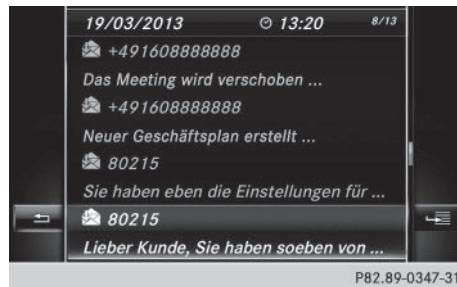 19/03/2013 13:20 8/13
+491608888888
Das Meeting wird verschoben ...
+491608888888
Neuer Geschäftsplan erstellt ...
80215
Sie haben eben die Einstellungen für ...
80215
Lieber Kunde, Sie haben soeben von ...
P82.89-0347-31